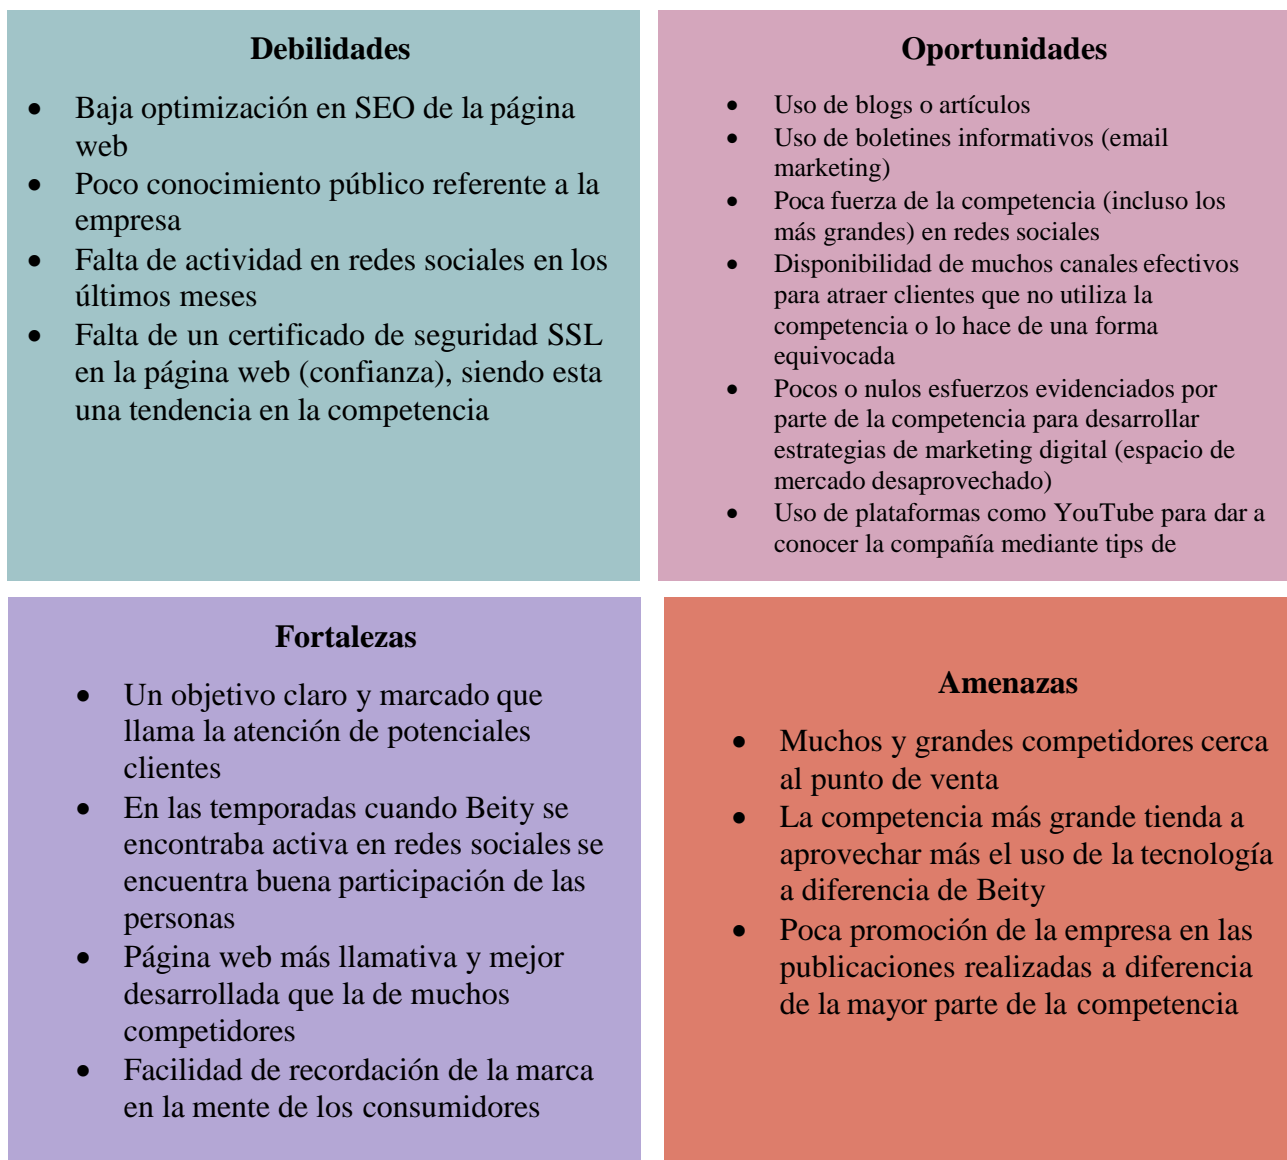 Debilidades
• Baja optimización en SEO de la página
web
• Poco conocimiento público referente a la
empresa
• Falta de actividad en redes sociales en los
últimos meses
• Falta de un certificado de seguridad SSL
en la página web (confianza), siendo esta
una tendencia en la competencia
Oportunidades
• Uso de blogs o artículos
• Uso de boletines informativos (email
marketing)
• Poca fuerza de la competencia (incluso los
más grandes) en redes sociales
• Disponibilidad de muchos canales efectivos
para atraer clientes que no utiliza la
competencia o lo hace de una forma
equivocada
• Pocos o nulos esfuerzos evidenciados por
parte de la competencia para desarrollar
estrategias de marketing digital (espacio de
mercado desaprovechado)
• Uso de plataformas como YouTube para dar a
conocer la compañía mediante tips de
Fortalezas
• Un objetivo claro y marcado que
llama la atención de potenciales
clientes
• En las temporadas cuando Beity se
encontraba activa en redes sociales se
encuentra buena participación de las
personas
• Página web más llamativa y mejor
desarrollada que la de muchos
competidores
• Facilidad de recordación de la marca
en la mente de los consumidores
Amenazas
• Muchos y grandes competidores cerca
al punto de venta
• La competencia más grande tienda a
aprovechar más el uso de la tecnología
a diferencia de Beity
• Poca promoción de la empresa en las
publicaciones realizadas a diferencia
de la mayor parte de la competencia